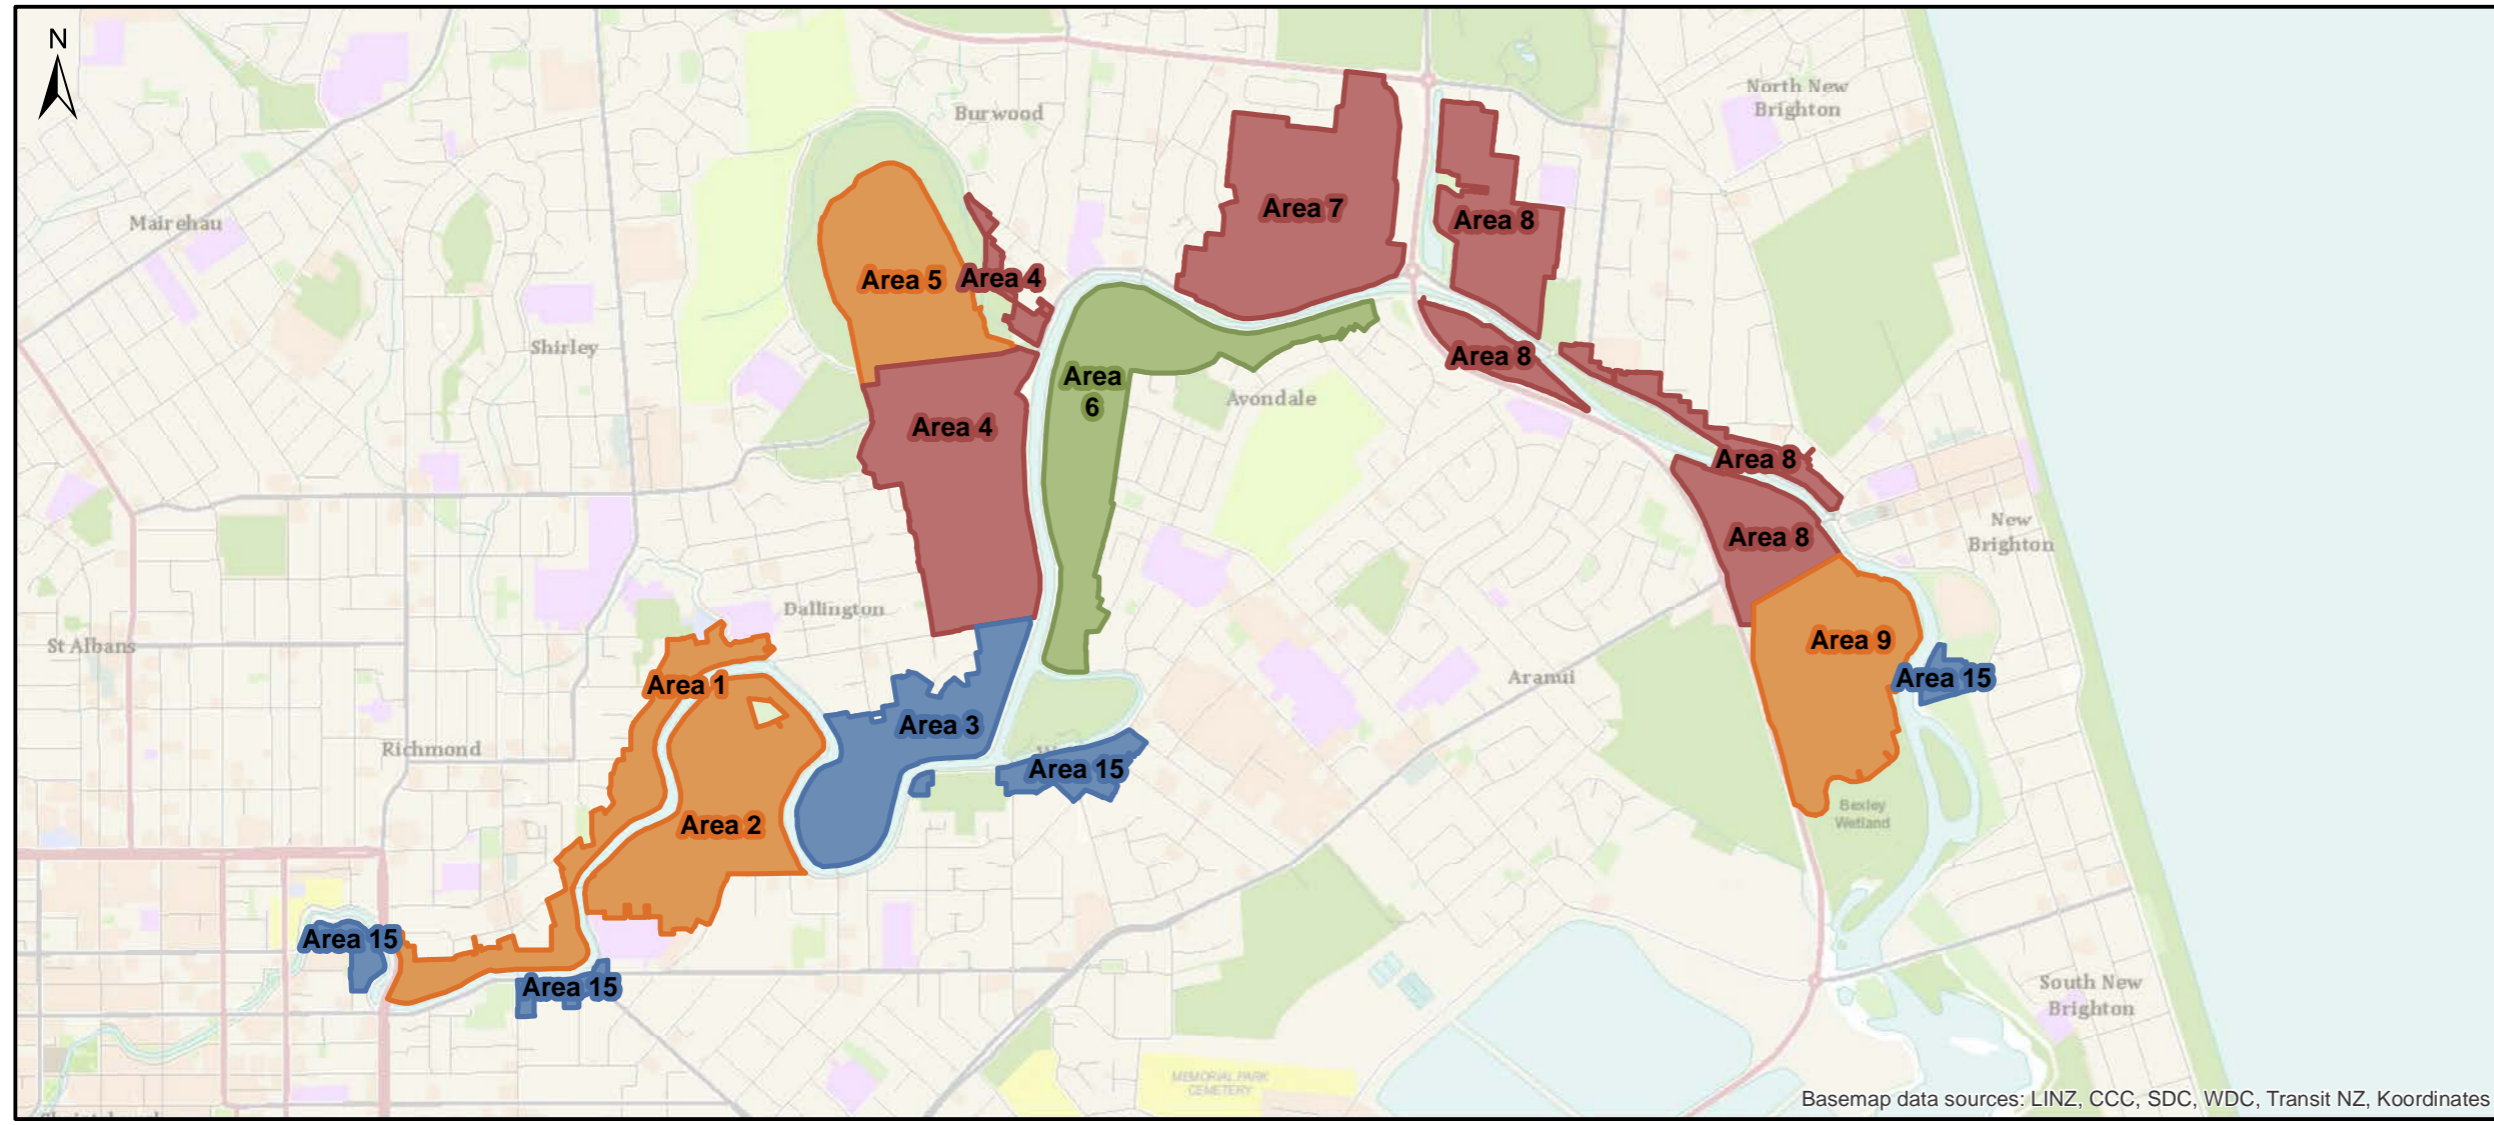 N
North New
Brighton
Burwood
Area 7
Area 8
Mairehau
Area 5
Area 4
Shirley
Area 8
Area
6
Avondale
Area 4
Area 8
New
Brighton
Area 8
Dallington
St Albans
Area 9
Aranui
Area 1
Area 15
Area 3
Richmond
Area 15
Bexley
Wetland
Area 2
Area 15
Area 15
South New
Brighton
MEMORIAL PARK
CEMETERY
Basemap data sources: LINZ, CCC, SDC, WDC, Transit NZ, Koordinates